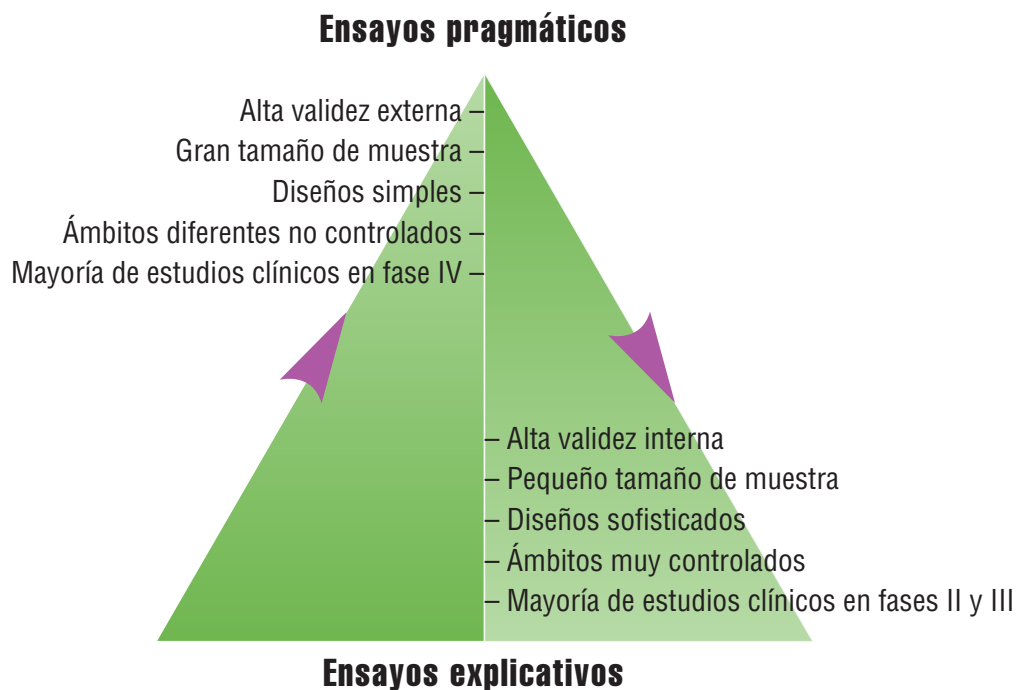 Ensayos pragmáticos
Alta validez externa –
Gran tamaño de muestra –
Diseños simples –
Ámbitos diferentes no controlados –
Mayoría de estudios clínicos en fase IV –
– Alta validez interna
– Pequeño tamaño de muestra
– Diseños sofisticados
– Ámbitos muy controlados
– Mayoría de estudios clínicos en fases II y III
Ensayos explicativos